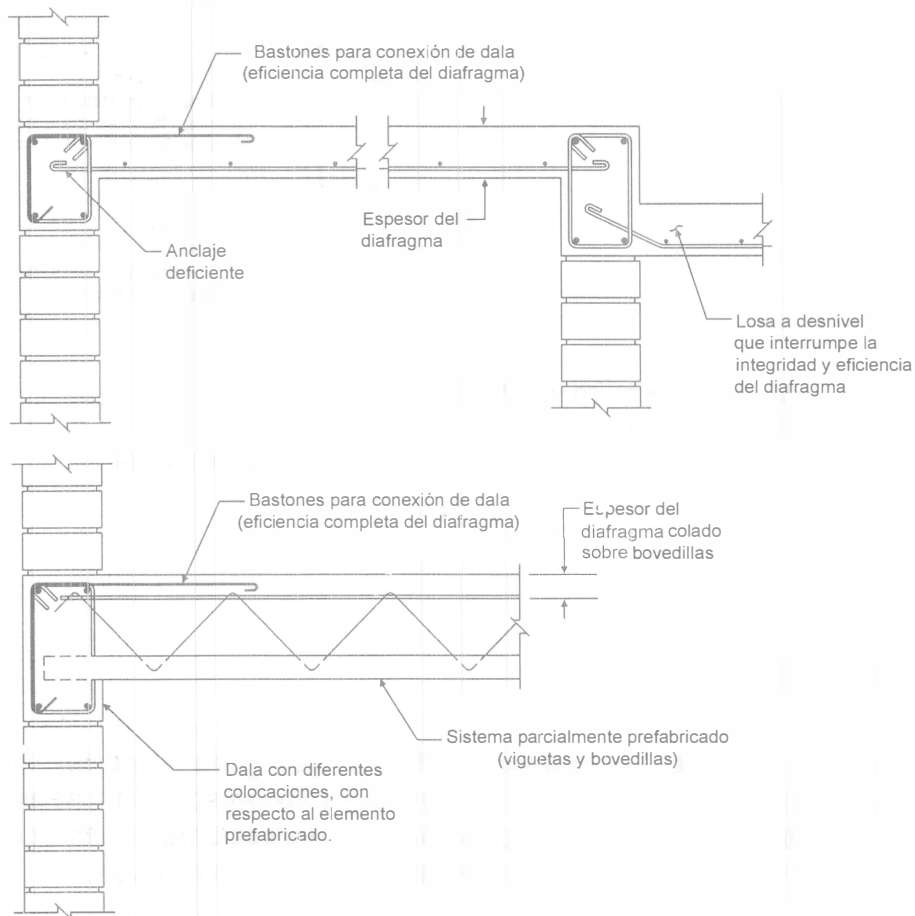 Bastones para conexión de dala
(eficiencia completa del diafragma)
Espesor del
diafragma
Anclaje
deficiente
Losa a desnivel
que interrumpe la
integridad y eficiencia
del diafragma
Bastones para conexión de dala
(eficiencia completa del diafragma)
Espesor del
diafragma colado
sobre bovedillas
Sistema parcialmente prefabricado
(viguetas y bovedillas)
Dala con diferentes
colocaciones, con
respecto al elemento
prefabricado.